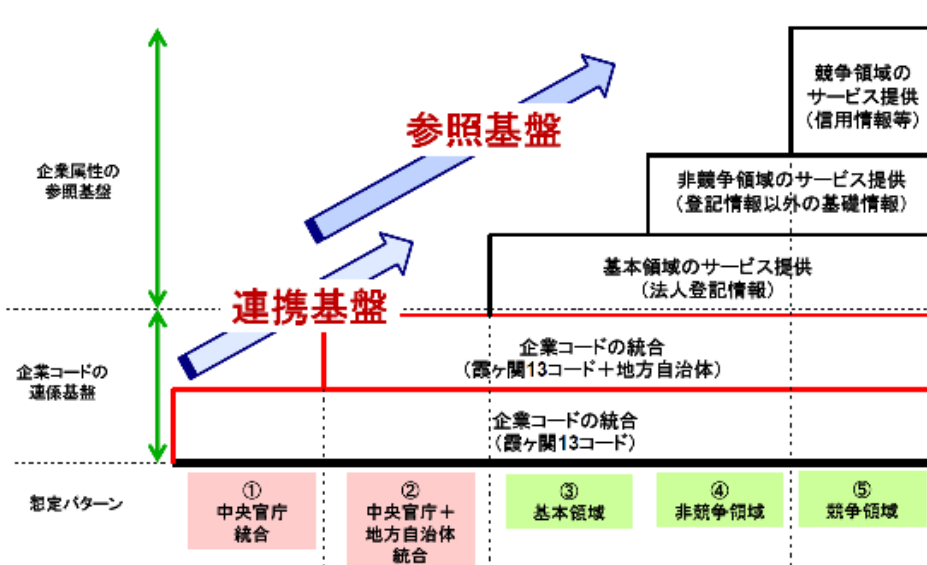 競争領域の
サービス提供
（信用情報等）
参照基盤
企業属性の
参照基盤
非競争領域のサービス提供
（登記情報以外の基礎情報）
基本領域のサービス提供
（法人登記情報）
連携基盤
企業コードの
連係基盤
企業コードの統合
（霞ヶ関13コード＋地方自治体）
企業コードの統合
（霞ヶ関13コード）
想定パターン
①
中央官庁
統合
②
中央官庁＋
地方自治体
統合
③
基本領域
④
非競争領域
⑤
競争領域